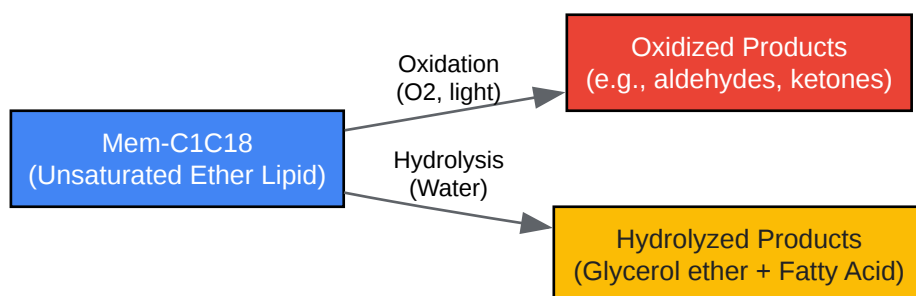 Mem-C1C18
(Unsaturated Ether Lipid)
Oxidation
(O2, light)
Oxidized Products
(e.g., aldehydes, ketones)
Hydrolysis
(Water)
Hydrolyzed Products
(Glycerol ether + Fatty Acid)